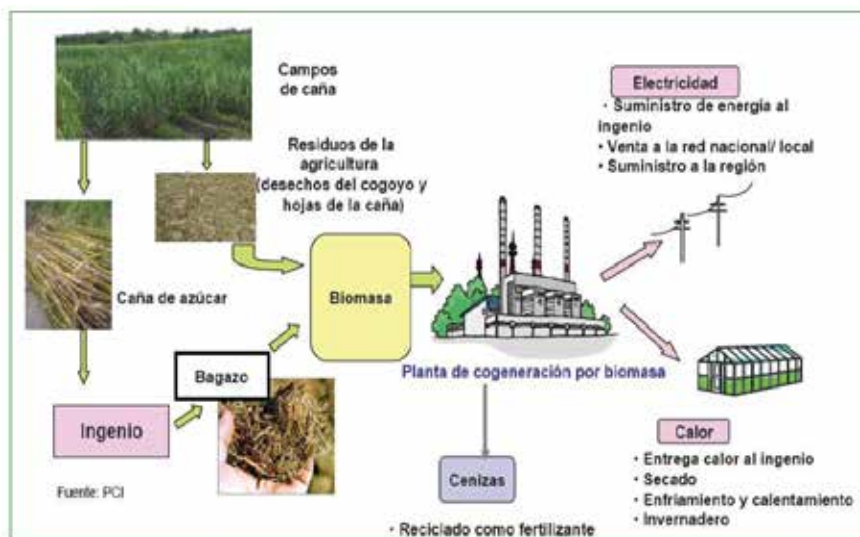 Campos
de caña
Residuos de la
agricultura
(desechos del cogoyo y
hojas de la caña)
Caña de azúcar
Ingenio
Bagazo
Biomasa
Planta de cogeneración por biomasa
Electricidad
· Suministro de energía al
ingenio
• Venta a la red nacional/ local
• Suministro a la región
Calor
· Entrega calor al ingenio
· Secado
· Enfriamiento y calentamiento
· Invernadero
Cenizas
· Reciclado como fertilizante
Fuente: PCI